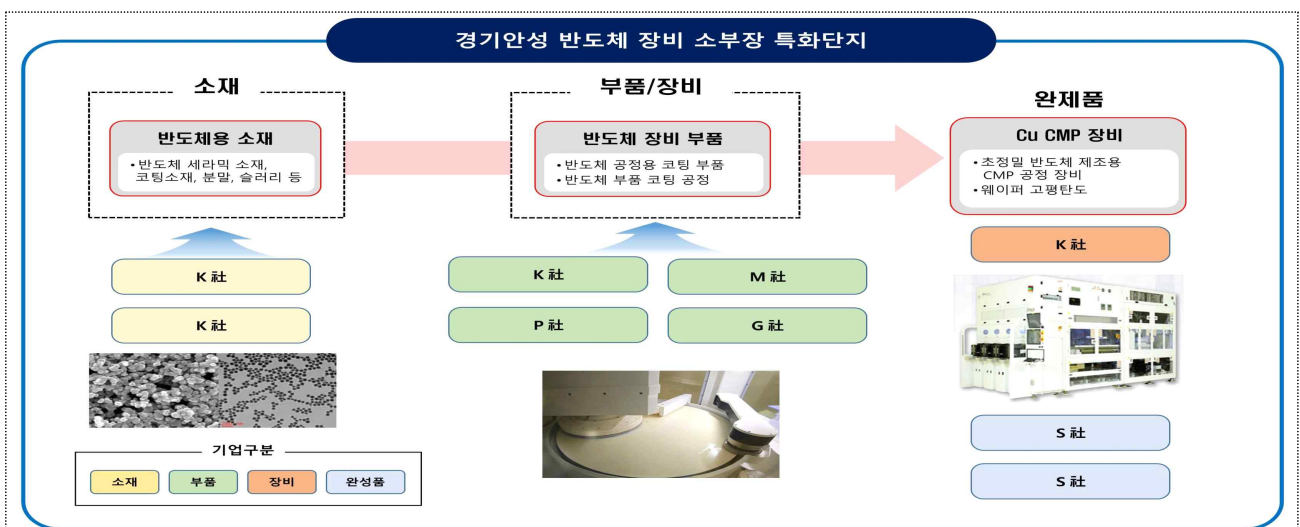 경기안성 반도체 장비 소부장 특화단지
소재
반도체용 소재
•반도체 세라믹 소재,
코팅소재, 분말, 슬러리 등
K 社
K 社
부품/장비
반도체 장비 부품
•반도체 공정용 코팅 부품
•반도체 부품 코팅 공정
K 社
M 社
P 社
G 社
완제품
Cu CMP 장비
•초정밀 반도체 제조용
CMP 공정 장비
•웨이퍼 고평탄도
K 社
S 社
S 社
기업구분
소재
부품
장비
완성품